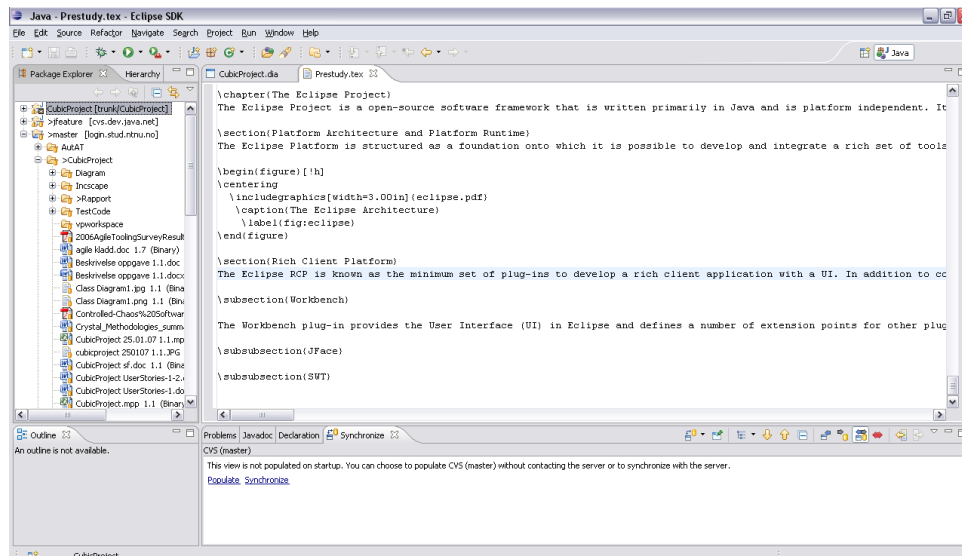 Java - Prestudy.tex - Eclipse SDK
File Edit Source Refactor Navigate Search Project Run Window Help
Java
Package Explorer Hierarchy
CubicProject [trunk/CubicProject]
>jfeature [cvs.dev.java.net]
>master [login.stud.ntnu.no]
AutAT
>CubicProject
Diagram
Incscape
>Rapport
TestCode
vpworkspace
2006AgileToolingSurveyResult
agile kladd.doc 1.7 (Binary)
Beskrivelse oppgave 1.1.doc
Beskrivelse oppgave 1.1.docx
Class Diagram1.jpg 1.1 (Bina
Class Diagram1.png 1.1 (Bin
Controlled-Chaos%20Softwar
Crystal_Methodologies_summ
CubicProject 25.01.07 1.1.mp
cubicproject 250107 1.1.JPG
CubicProject sf.doc 1.1 (Bina
CubicProject UserStories-1-2.
CubicProject UserStories-1.do
CubicProject.mpp 1.1 (Binary
CubicProject.dia Prestudy.tex
\chapter{The Eclipse Project}
The Eclipse Project is a open-source software framework that is written primarily in Java and is platform independent. It
\section{Platform Architecture and Platform Runtime}
The Eclipse Platform is structured as a foundation onto which it is possible to develop and integrate a rich set of tools
\begin{figure}[!h]
\centering
\includegraphics[width=3.00in]{eclipse.pdf}
\caption{The Eclipse Architecture}
\label{fig:eclipse}
\end{figure}
\section{Rich Client Platform}
The Eclipse RCP is known as the minimum set of plug-ins to develop a rich client application with a UI. In addition to co
\subsection{Workbench}
The Workbench plug-in provides the User Interface (UI) in Eclipse and defines a number of extension points for other plug
\subsubsection{JFace}
\subsubsection{SWT}
Outline
An outline is not available.
Problems Javadoc Declaration Synchronize
CVS (master)
This view is not populated on startup. You can choose to populate CVS (master) without contacting the server or to synchronize with the server.
Populate Synchronize
CubicProject